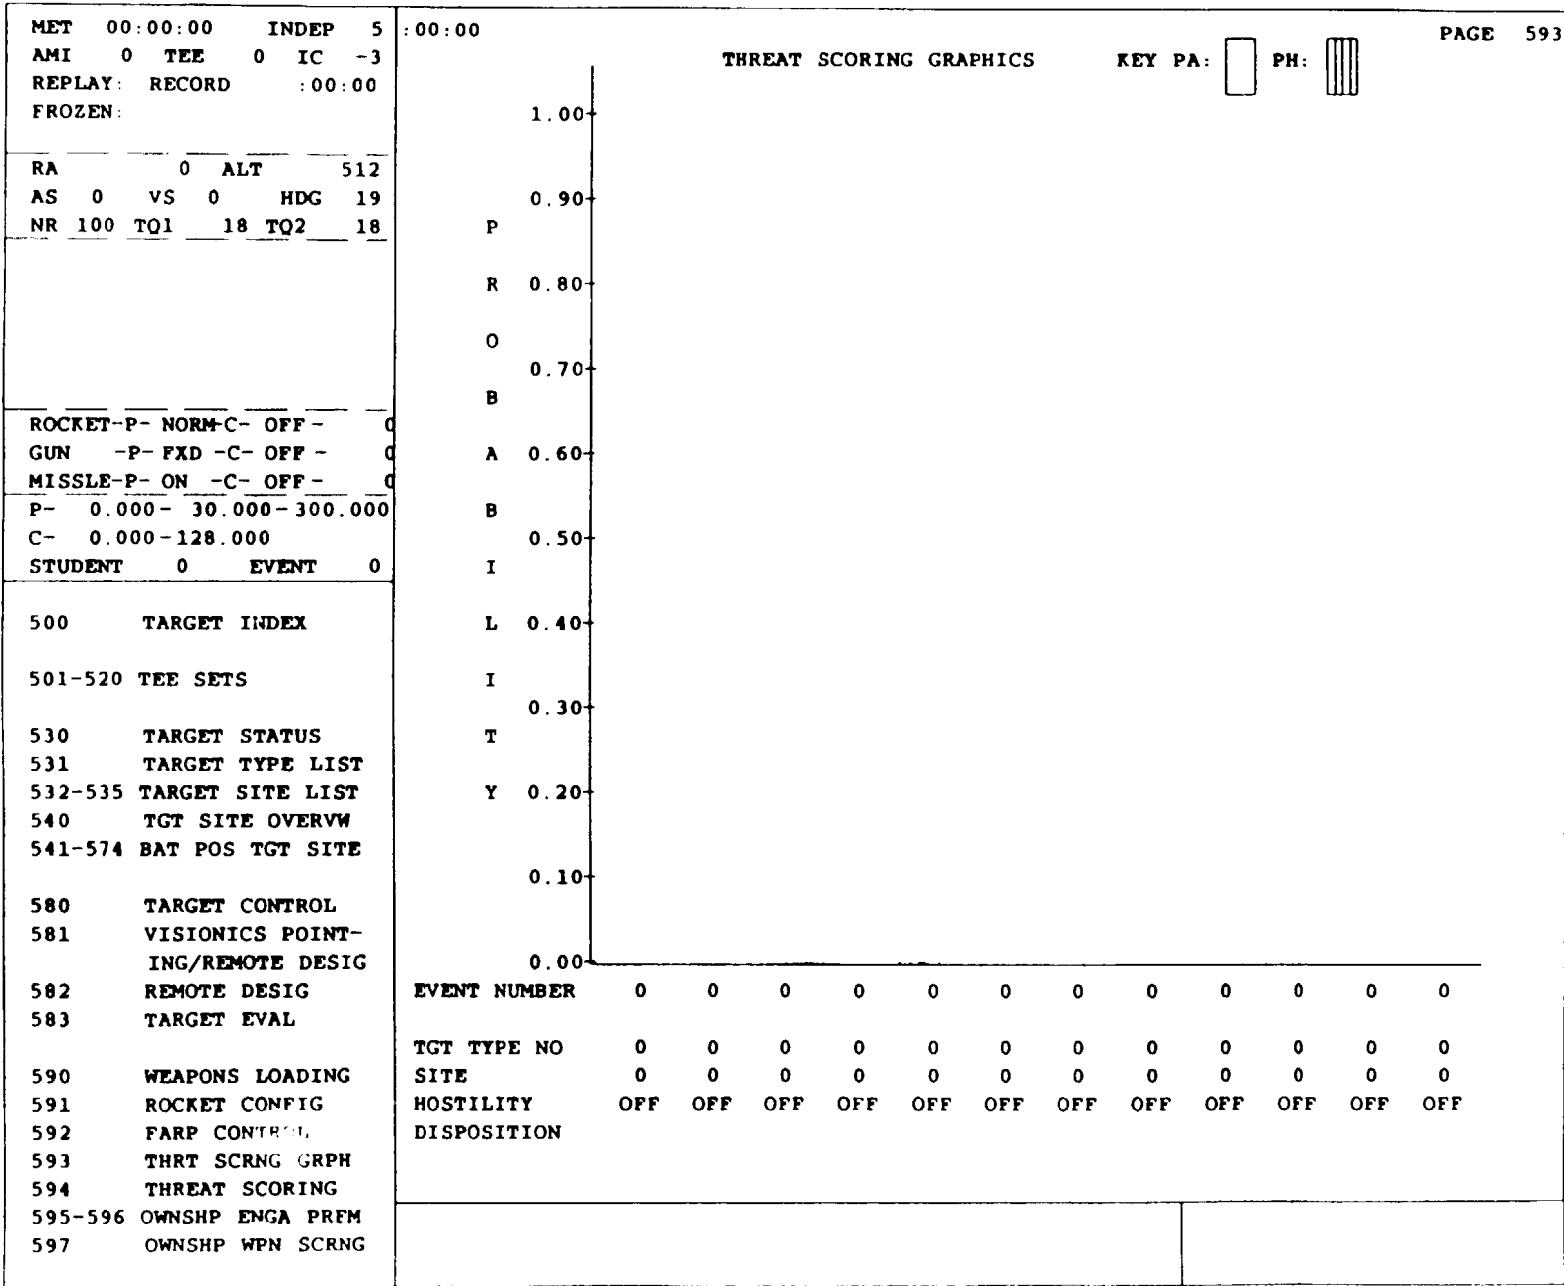 MET 00:00:00 INDEP 5
AMI 0 TEE 0 IC -3
REPLAY: RECORD :00:00
FROZEN:
RA 0 ALT 512
AS 0 VS 0 HDG 19
NR 100 TQ1 18 TQ2 18
ROCKET-P- NORM-C- OFF - 0
GUN -P- FXD -C- OFF - 0
MISSLE-P- ON -C- OFF - 0
P- 0.000- 30.000-300.000
C- 0.000-128.000
STUDENT 0 EVENT 0
500 TARGET INDEX
501-520 TEE SETS
530 TARGET STATUS
531 TARGET TYPE LIST
532-535 TARGET SITE LIST
540 TGT SITE OVERVW
541-574 BAT POS TGT SITE
580 TARGET CONTROL
581 VISIONICS POINT-
ING/REMOTE DESIG
582 REMOTE DESIG
583 TARGET EVAL
590 WEAPONS LOADING
591 ROCKET CONFIG
592 FARP CONTROL
593 THRT SCRNG GRPH
594 THREAT SCORING
595-596 OWNSHP ENGA PRFM
597 OWNSHP WPN SCRNG
:00:00
PAGE 593
THREAT SCORING GRAPHICS KEY PA: PH:
PROBABILITY
1.00
0.90
0.80
0.70
0.60
0.50
0.40
0.30
0.20
0.10
0.00
EVENT NUMBER 0 0 0 0 0 0 0 0 0 0 0 0
TGT TYPE NO 0 0 0 0 0 0 0 0 0 0 0 0
SITE 0 0 0 0 0 0 0 0 0 0 0 0
HOSTILITY OFF OFF OFF OFF OFF OFF OFF OFF OFF OFF OFF OFF
DISPOSITION